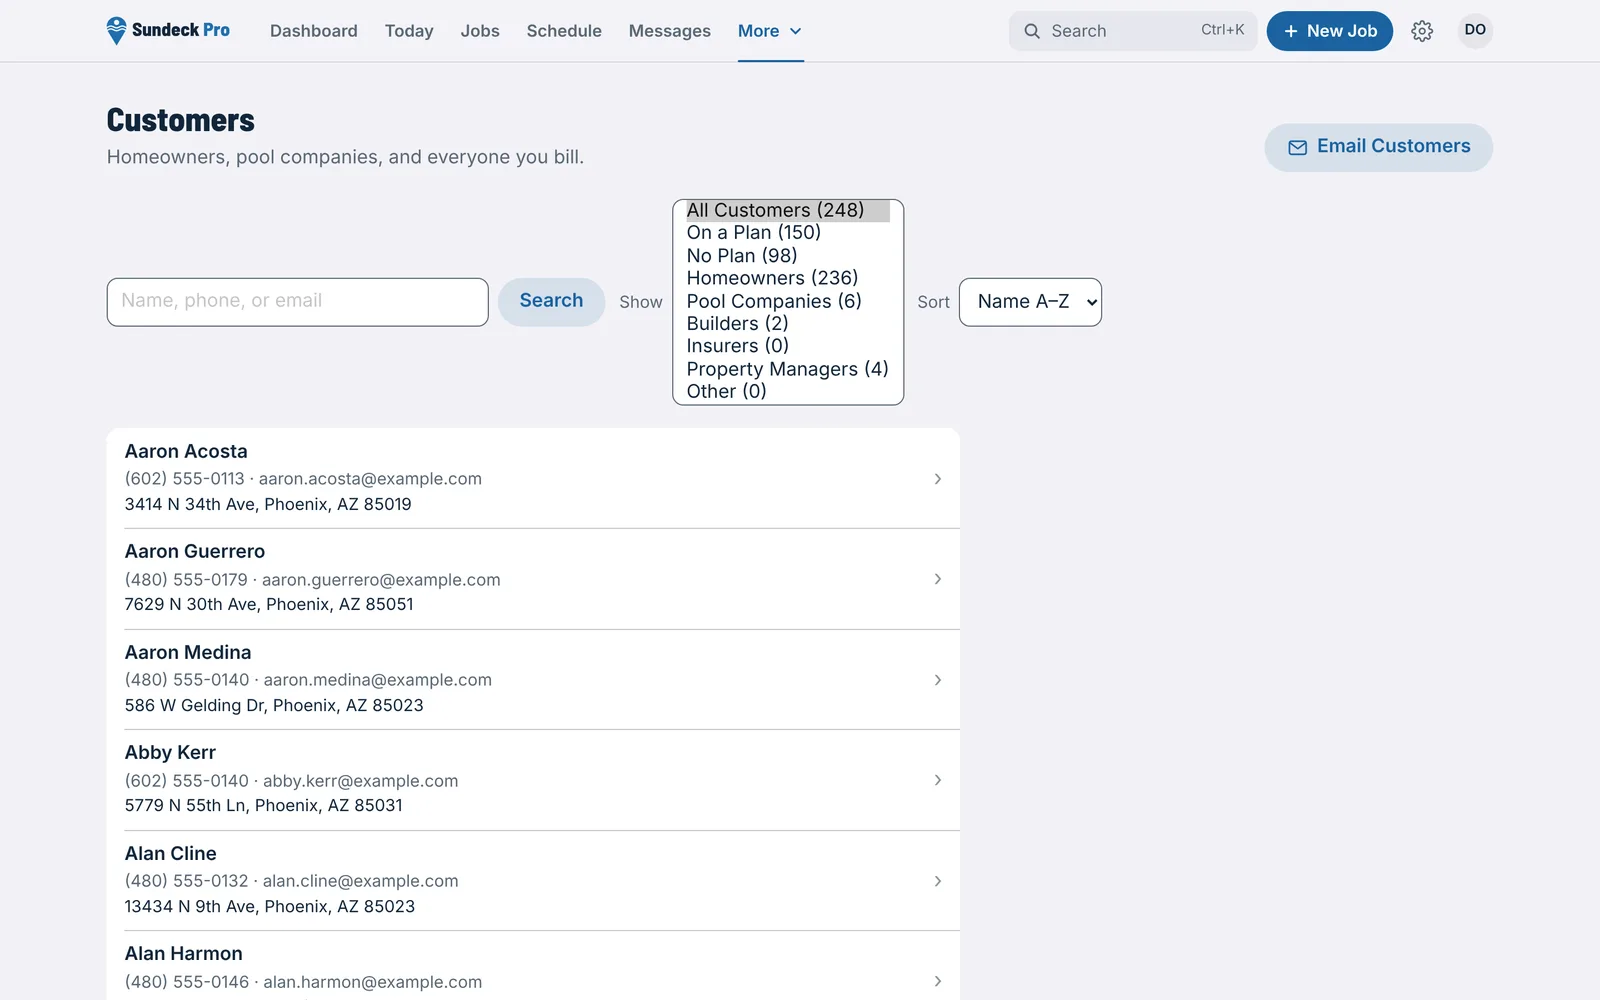 Sundeck Pro
Dashboard
Today
Jobs
Schedule
Messages
More
Search
Ctrl+K
+ New Job
DO
Customers
Homeowners, pool companies, and everyone you bill.
Email Customers
Name, phone, or email
Search
Show
All Customers (248)
On a Plan (150)
No Plan (98)
Homeowners (236)
Pool Companies (6)
Builders (2)
Insurers (0)
Property Managers (4)
Other (0)
Sort
Name A–Z
Aaron Acosta
(602) 555-0113 · aaron.acosta@example.com
3414 N 34th Ave, Phoenix, AZ 85019
Aaron Guerrero
(480) 555-0179 · aaron.guerrero@example.com
7629 N 30th Ave, Phoenix, AZ 85051
Aaron Medina
(480) 555-0140 · aaron.medina@example.com
586 W Gelding Dr, Phoenix, AZ 85023
Abby Kerr
(602) 555-0140 · abby.kerr@example.com
5779 N 55th Ln, Phoenix, AZ 85031
Alan Cline
(480) 555-0132 · alan.cline@example.com
13434 N 9th Ave, Phoenix, AZ 85023
Alan Harmon
(480) 555-0146 · alan.harmon@example.com